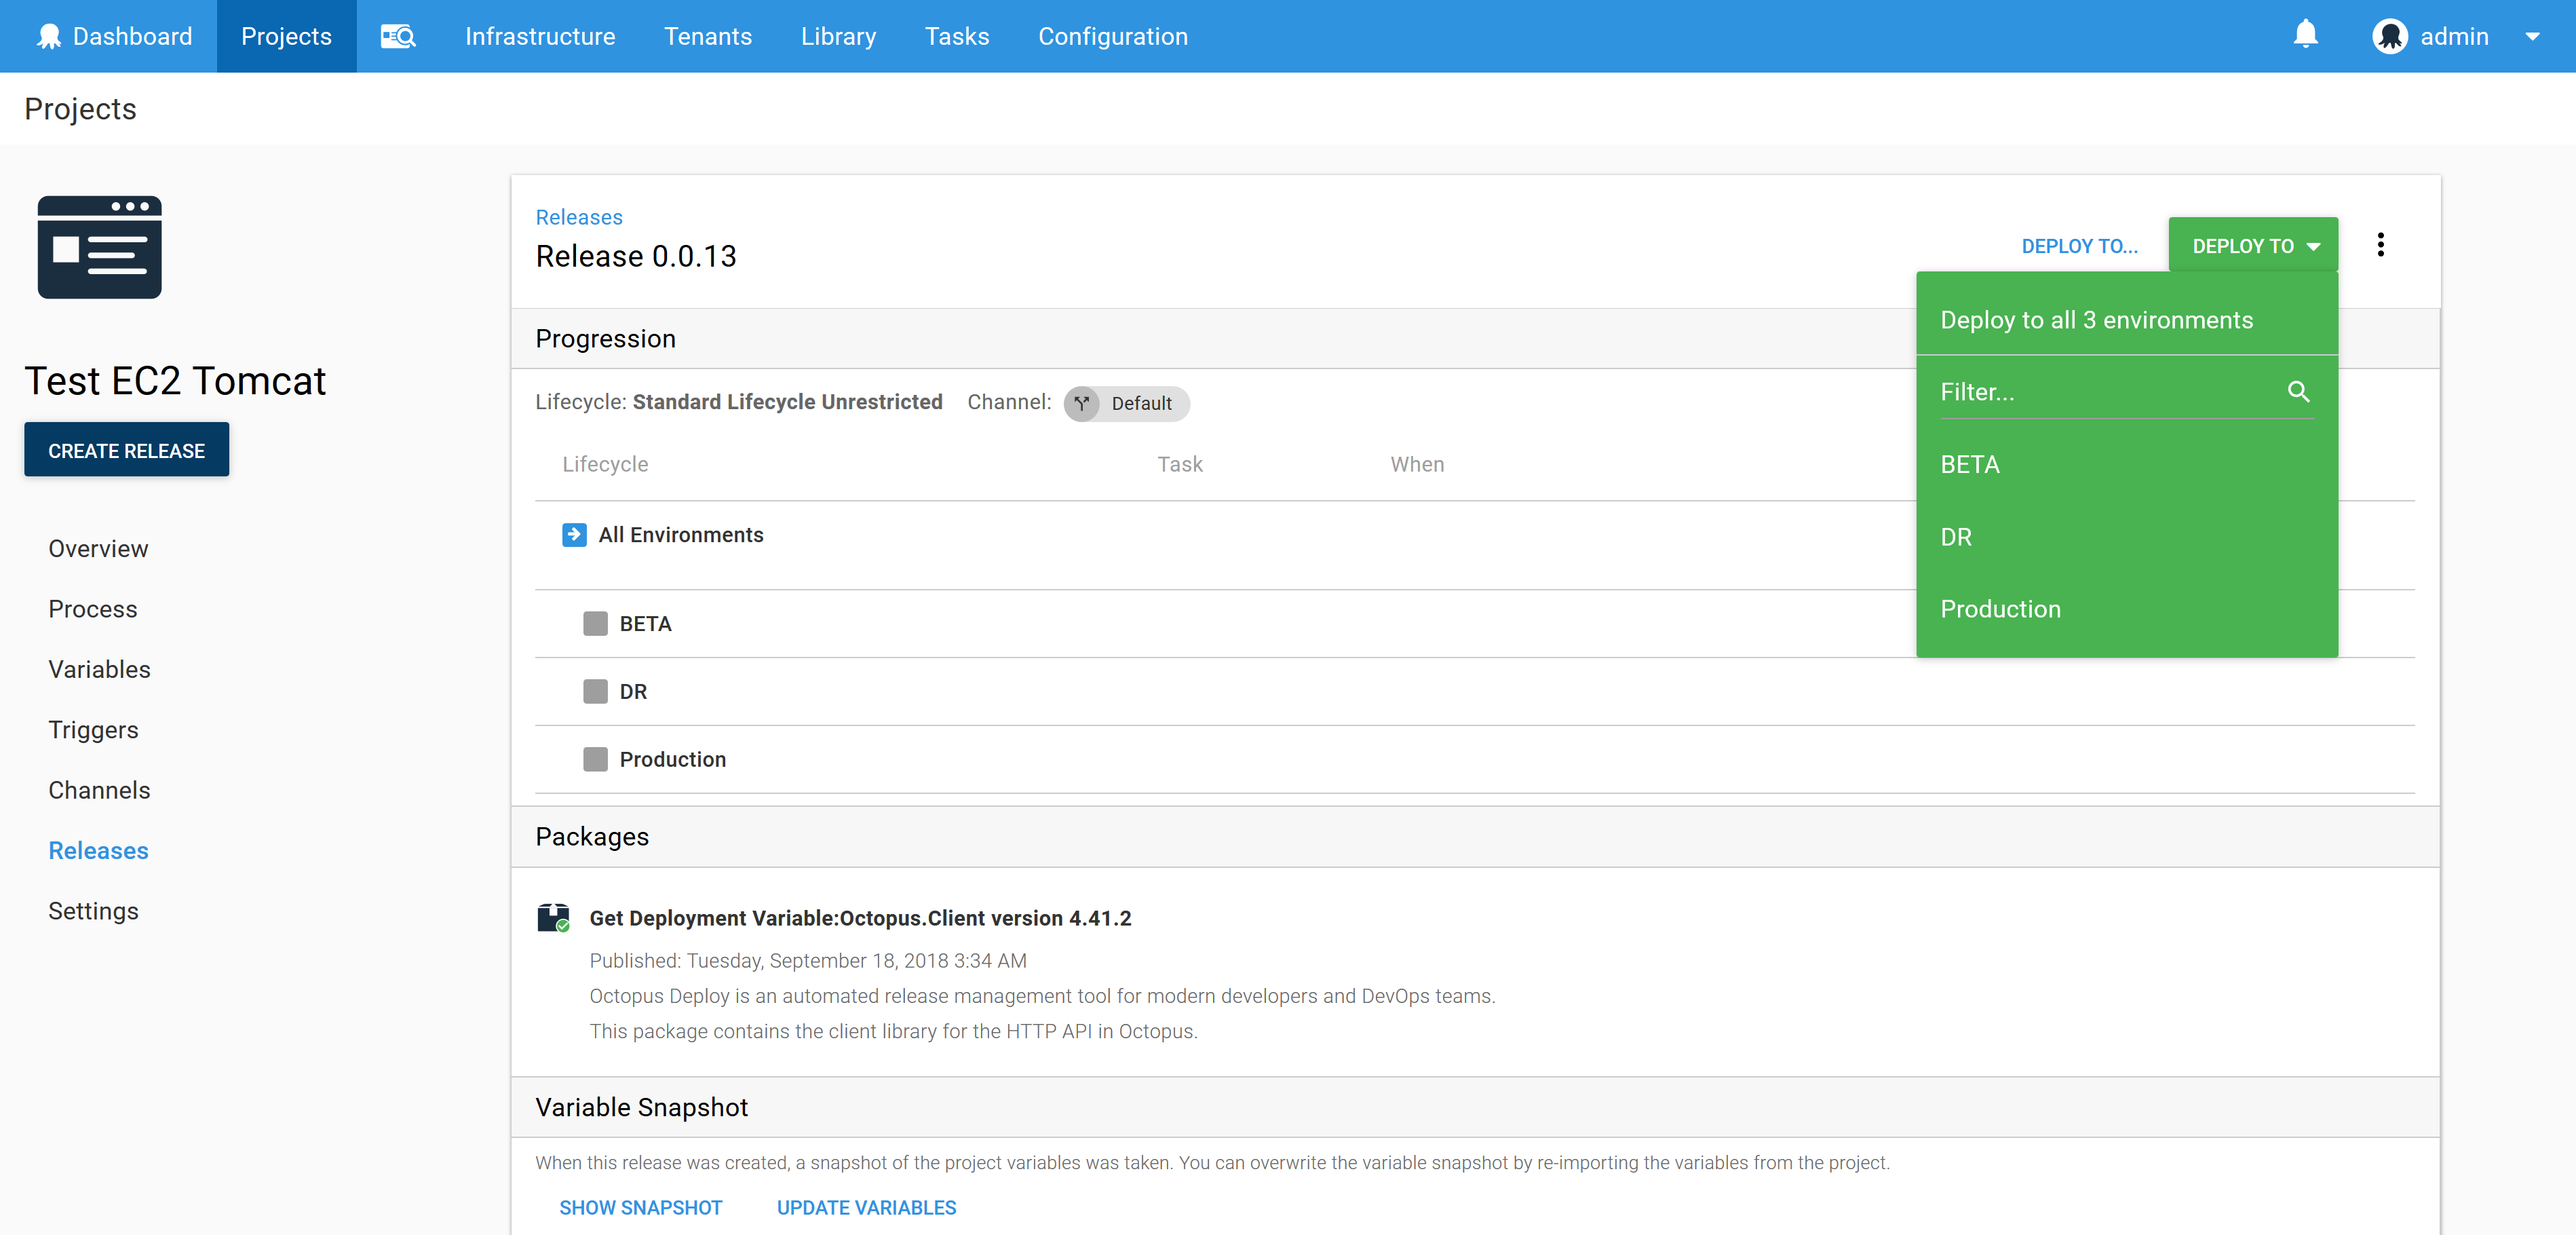 Dashboard Projects Infrastructure Tenants Library Tasks Configuration admin
Projects
Test EC2 Tomcat
CREATE RELEASE
Overview
Process
Variables
Triggers
Channels
Releases
Settings
Releases
Release 0.0.13
DEPLOY TO... DEPLOY TO
Deploy to all 3 environments
Filter...
BETA
DR
Production
Progression
Lifecycle: Standard Lifecycle Unrestricted Channel: Default
Lifecycle Task When
All Environments
BETA
DR
Production
Packages
Get Deployment Variable:Octopus.Client version 4.41.2
Published: Tuesday, September 18, 2018 3:34 AM
Octopus Deploy is an automated release management tool for modern developers and DevOps teams.
This package contains the client library for the HTTP API in Octopus.
Variable Snapshot
When this release was created, a snapshot of the project variables was taken. You can overwrite the variable snapshot by re-importing the variables from the project.
SHOW SNAPSHOT UPDATE VARIABLES